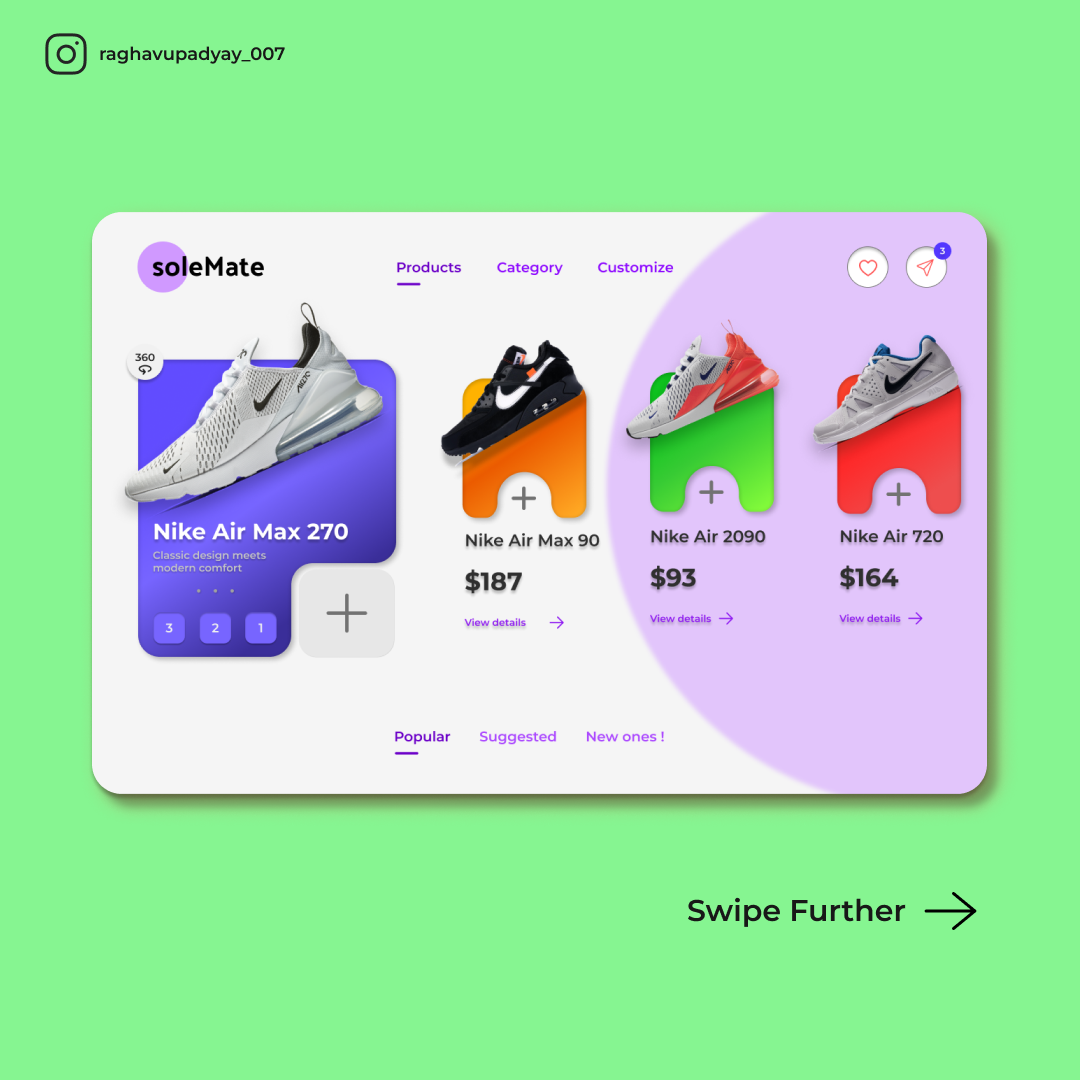 raghavupadyay_007
soleMate
Products Category Customize
3
360
Nike Air Max 270
Classic design meets
modern comfort
3 2 1
Nike Air Max 90
$187
View details
Nike Air 2090
$93
View details
Nike Air 720
$164
View details
Popular Suggested New ones !
Swipe Further